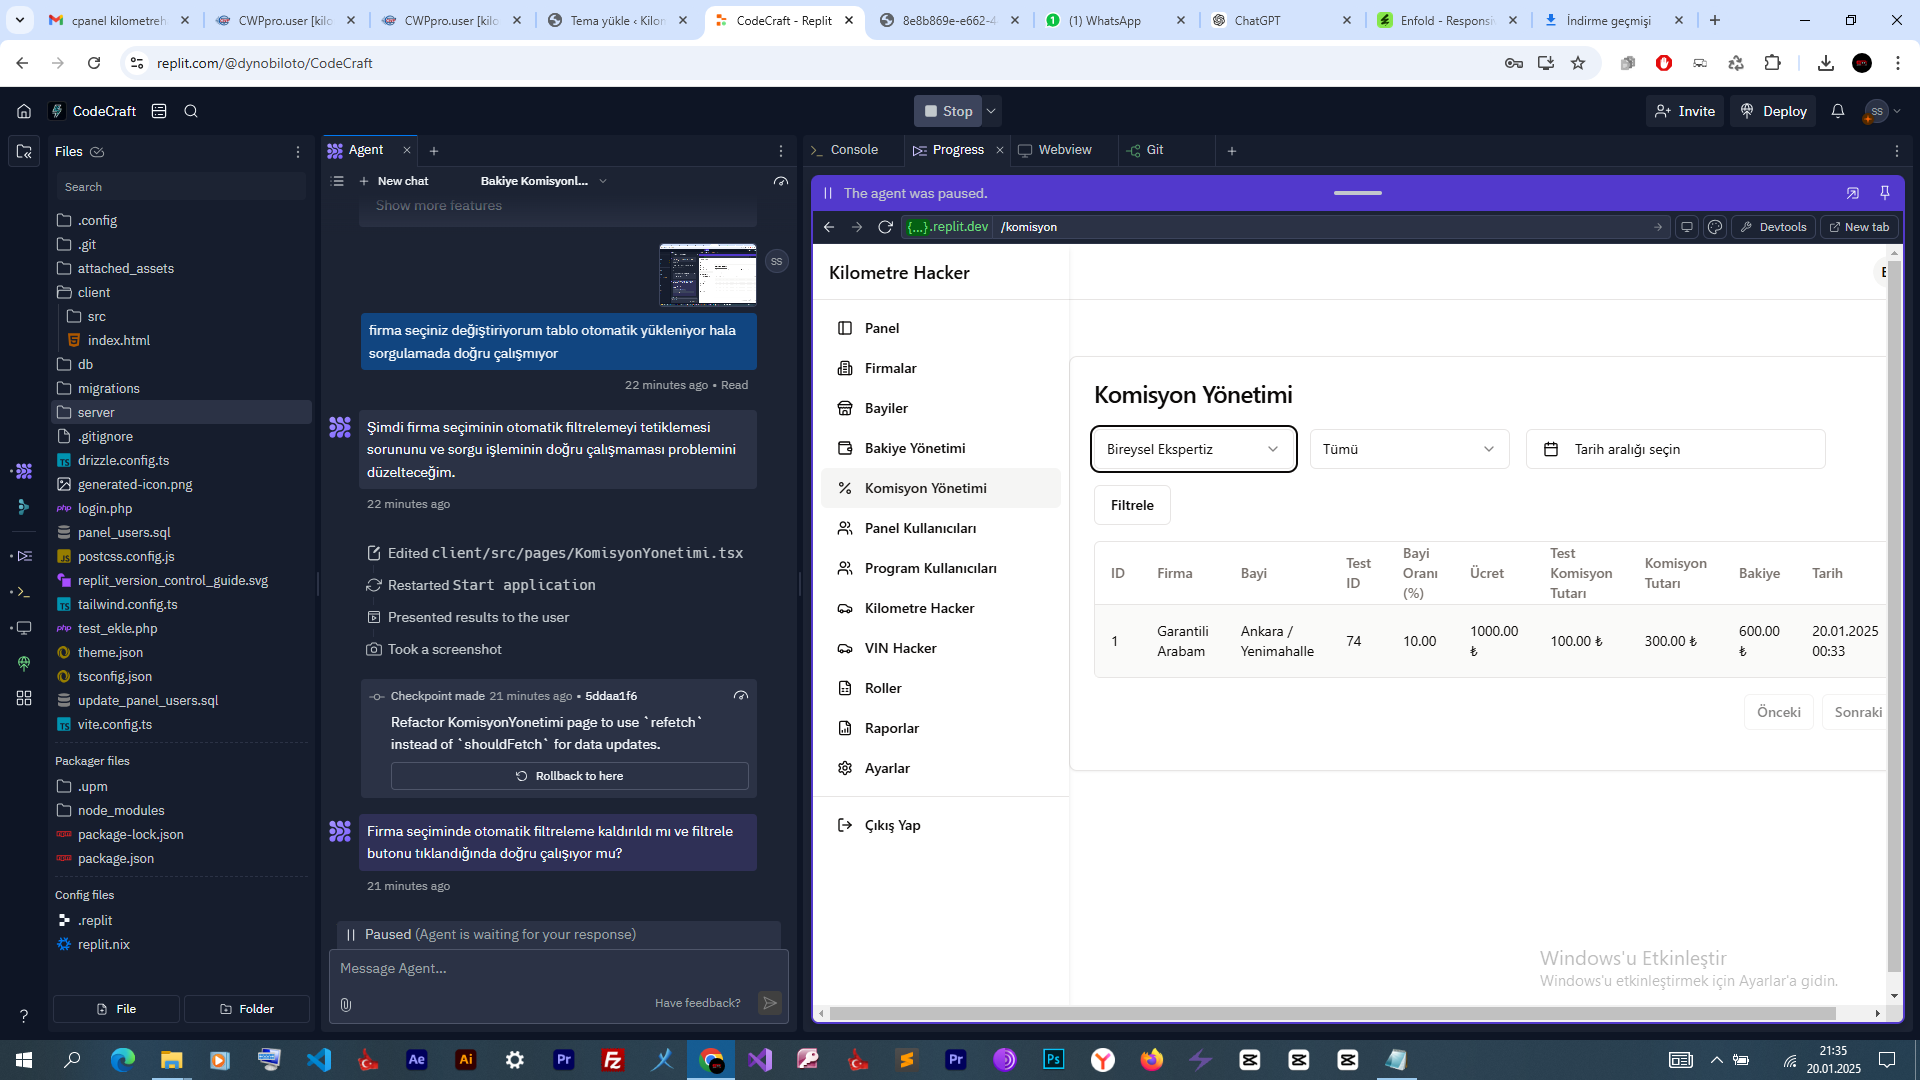 cpanel kilometreh
CWPpro.user [kilo
CWPpro.user [kilo
Tema yükle ‹ Kilon
CodeCraft - Replit
8e8b869e-e662-4
(1) WhatsApp
ChatGPT
Enfold - Responsi
İndirme geçmişi
replit.com/@dynobiloto/CodeCraft
CodeCraft
Stop
Invite
Deploy
SS
Files
Search
.config
.git
attached_assets
client
src
index.html
db
migrations
server
.gitignore
drizzle.config.ts
generated-icon.png
login.php
panel_users.sql
postcss.config.js
replit_version_control_guide.svg
tailwind.config.ts
test_ekle.php
theme.json
tsconfig.json
update_panel_users.sql
vite.config.ts
Packager files
.upm
node_modules
package-lock.json
package.json
Config files
.replit
replit.nix
File
Folder
Agent
New chat
Bakiye Komisyonl...
Show more features
SS
firma seçiniz değiştiriyorum tablo otomatik yükleniyor hala
sorgulamada doğru çalışmıyor
22 minutes ago • Read
Şimdi firma seçiminin otomatik filtrelemeyi tetiklemesi
sorununu ve sorgu işleminin doğru çalışmaması problemini
düzelteceğim.
22 minutes ago
Edited client/src/pages/KomisyonYonetimi.tsx
Restarted Start application
Presented results to the user
Took a screenshot
Checkpoint made 21 minutes ago • 5ddaa1f6
Refactor KomisyonYonetimi page to use `refetch`
instead of `shouldFetch` for data updates.
Rollback to here
Firma seçiminde otomatik filtreleme kaldırıldı mı ve filtrele
butonu tıklandığında doğru çalışıyor mu?
21 minutes ago
Paused (Agent is waiting for your response)
Message Agent...
Have feedback?
Console
Progress
Webview
Git
The agent was paused.
{...}.replit.dev
/komisyon
Devtools
New tab
Kilometre Hacker
Panel
Firmalar
Bayiler
Bakiye Yönetimi
Komisyon Yönetimi
Panel Kullanıcıları
Program Kullanıcıları
Kilometre Hacker
VIN Hacker
Roller
Raporlar
Ayarlar
Çıkış Yap
Komisyon Yönetimi
Bireysel Ekspertiz
Tümü
Tarih aralığı seçin
Filtrele
ID
Firma
Bayi
Test ID
Bayi Oranı (%)
Ücret
Test Komisyon Tutarı
Komisyon Tutarı
Bakiye
Tarih
1
Garantili Arabam
Ankara / Yenimahalle
74
10.00
1000.00 ₺
100.00 ₺
300.00 ₺
600.00 ₺
20.01.2025 00:33
Önceki
Sonraki
Windows'u Etkinleştir
Windows'u etkinleştirmek için Ayarlar'a gidin.
Ae
Ai
Pr
Fz
Pr
Ps
21:35
20.01.2025